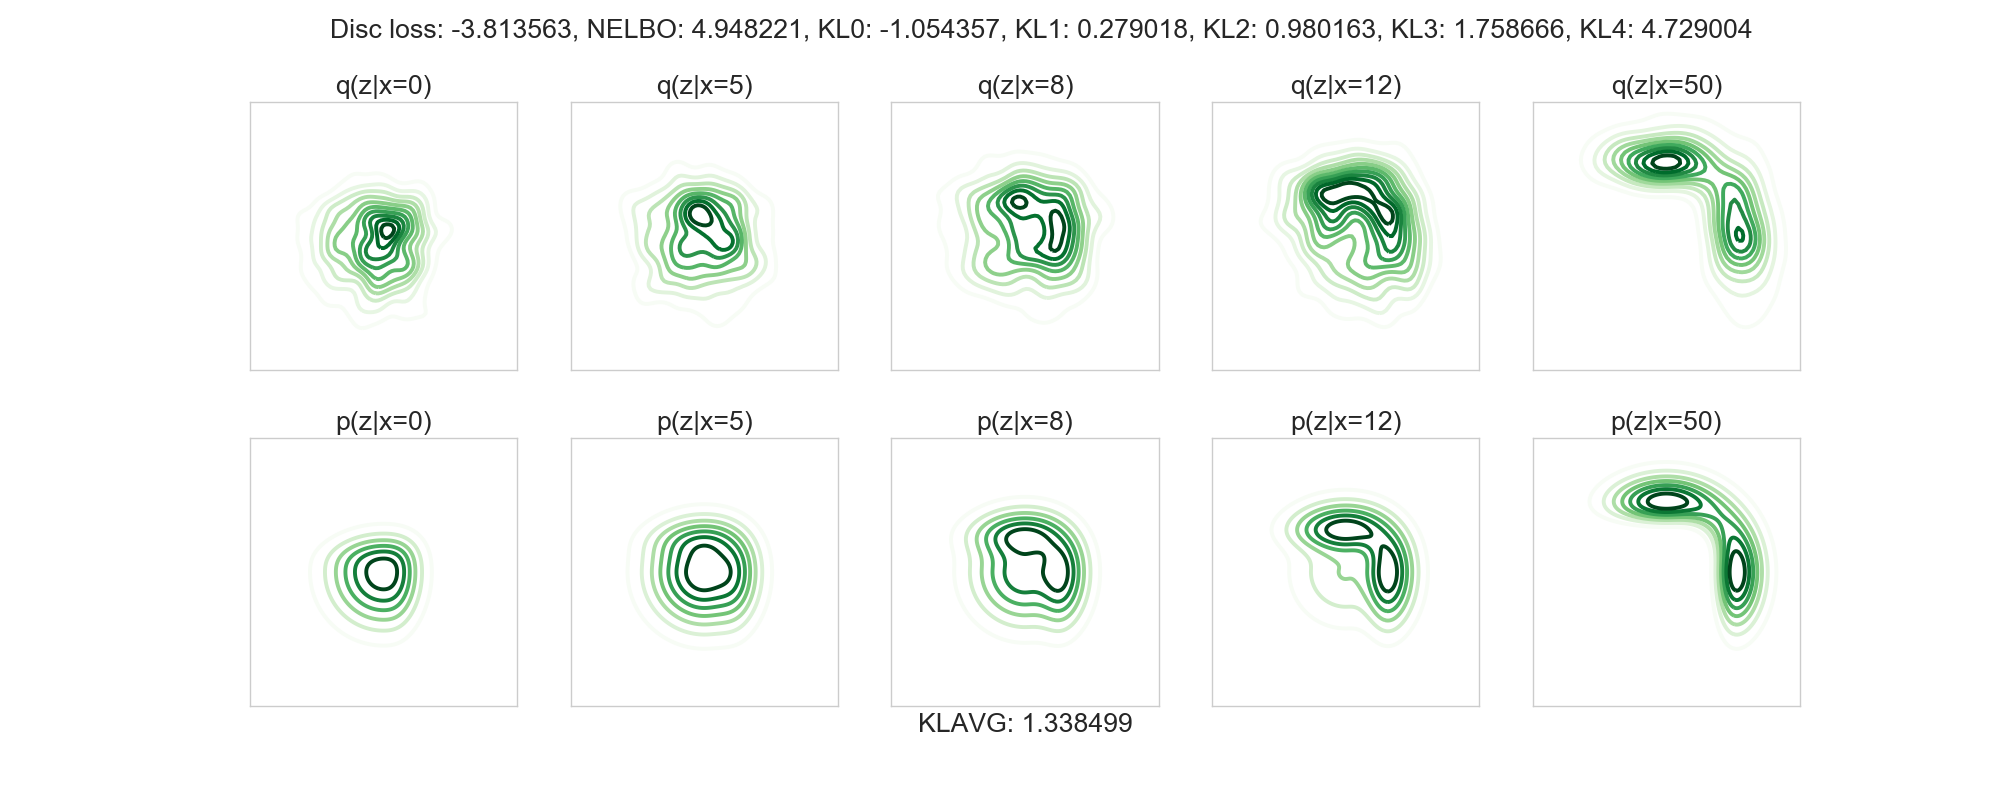 Disc loss: -3.813563, NELBO: 4.948221, KL0: -1.054357, KL1: 0.279018, KL2: 0.980163, KL3: 1.758666, KL4: 4.729004
q(z|x=0)
q(z|x=5)
q(z|x=8)
q(z|x=12)
q(z|x=50)
p(z|x=0)
p(z|x=5)
p(z|x=8)
p(z|x=12)
p(z|x=50)
KLAVG: 1.338499